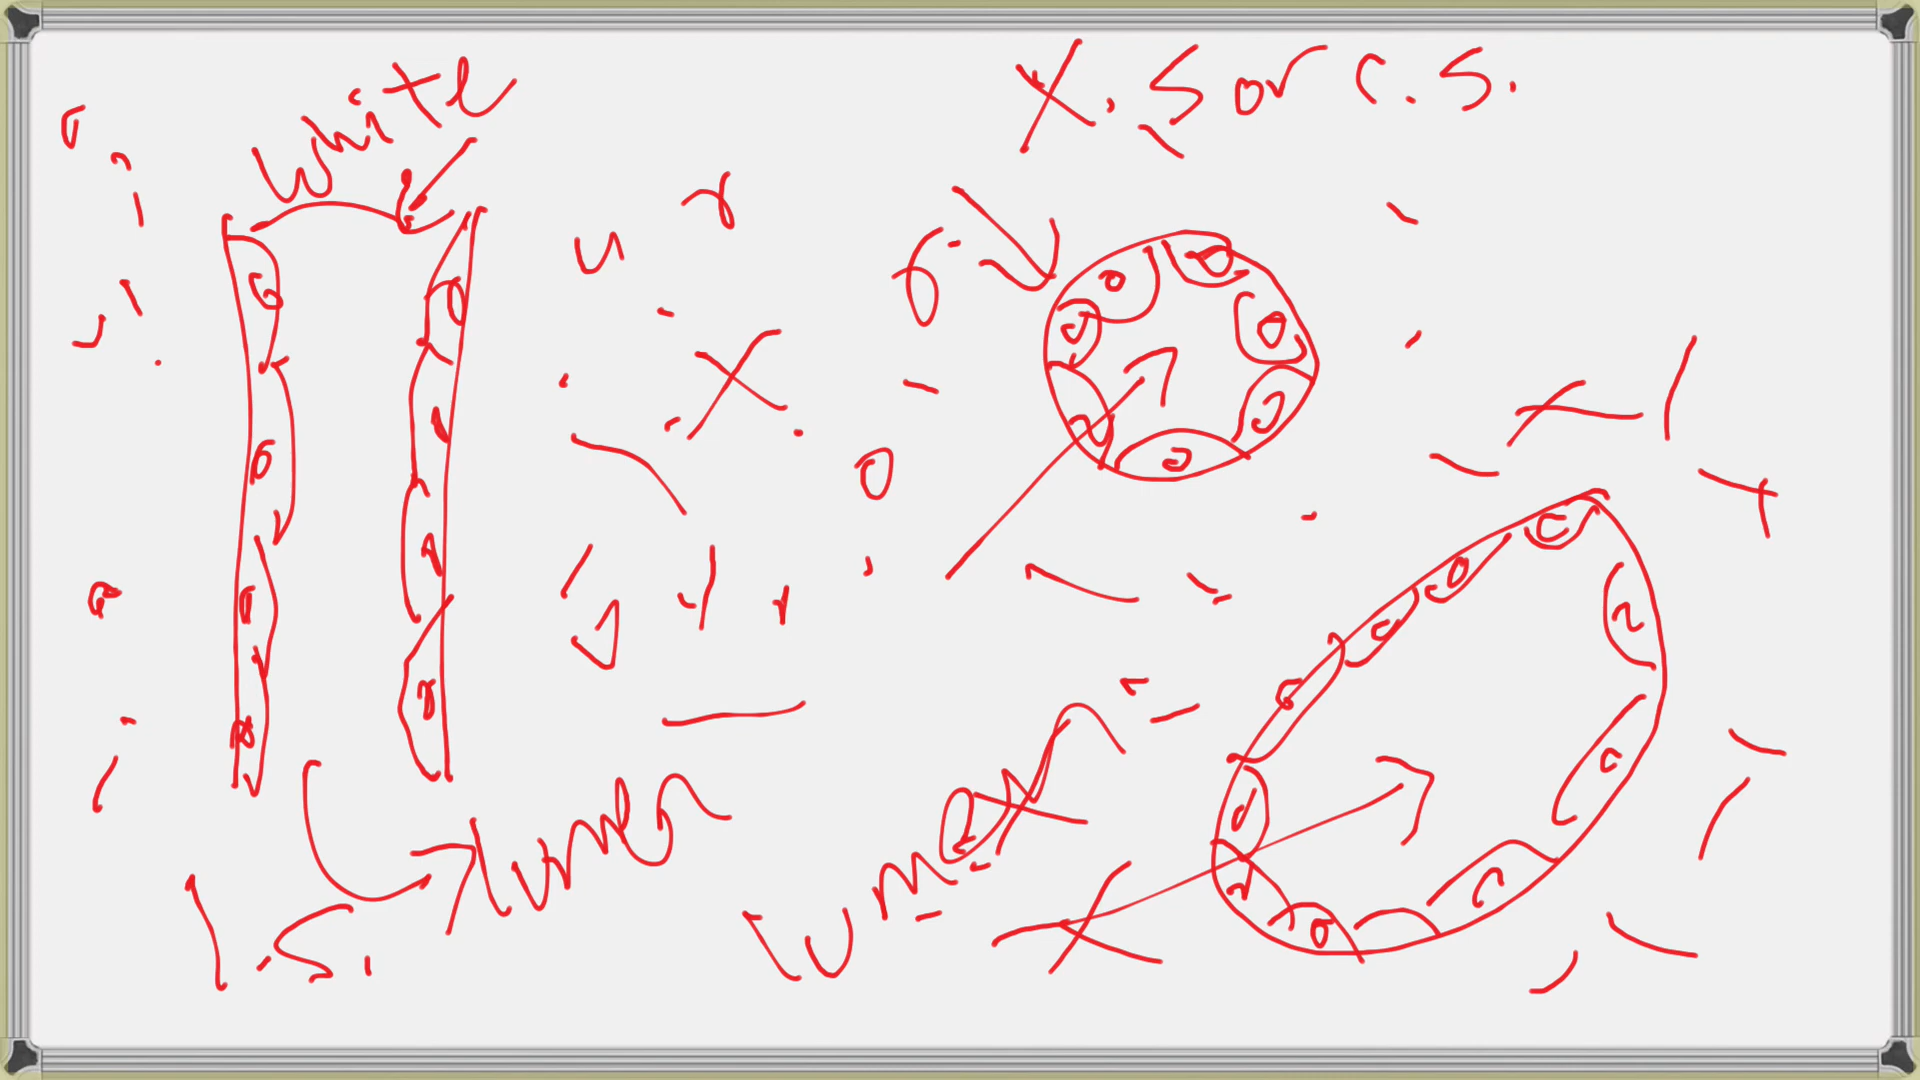 White
X.S or C.S.
lumen
lumen
l.S.